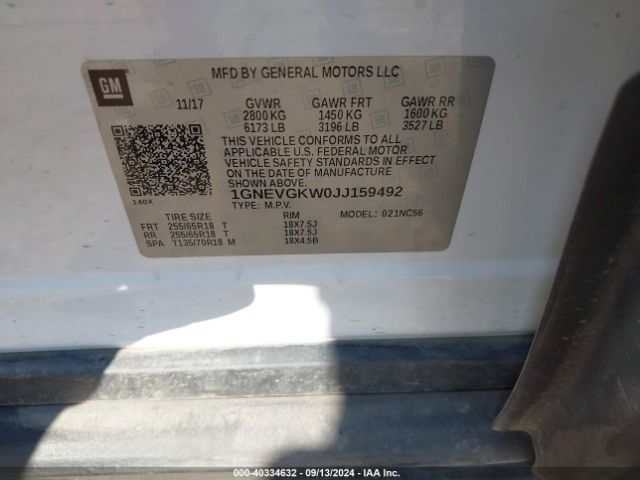 GM
MFD BY GENERAL MOTORS LLC
11/17 GVWR GAWR FRT GAWR RR
2800 KG 1450 KG 1600 KG
6173 LB 3196 LB 3527 LB
THIS VEHICLE CONFORMS TO ALL
APPLICABLE U.S. FEDERAL MOTOR
VEHICLE SAFETY STANDARDS IN EFFECT
ON THE DATE OF MANUFACTURE
SHOWN ABOVE.
140X
1GNEVGKW0JJ159492
TYPE: M.P.V.
TIRE SIZE RIM MODEL: 021NC56
FRT 255/65R18 T 18X7.5J
RR 255/65R18 T 18X7.5J
SPA T135/70R18 M 18X4.5B
000-40334632 - 09/13/2024 - IAA Inc.